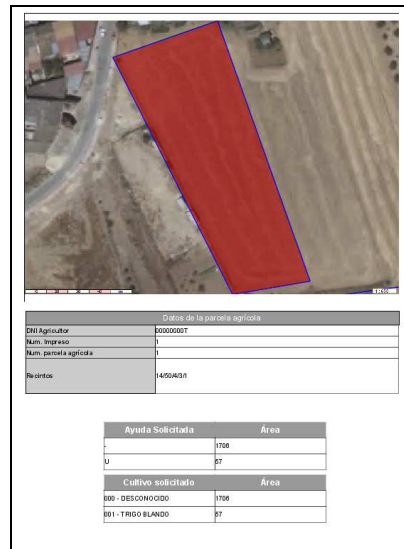 Datos de la parcela agrícola
DNI Agricultor 00000000T
Num. Impreso 1
Num. parcela agrícola 1
Recintos 14/50/4/3/1
Ayuda Solicitada Área
- 1706
U 57
Cultivo solicitado Área
000 - DESCONOCIDO 1706
001 - TRIGO BLANDO 57